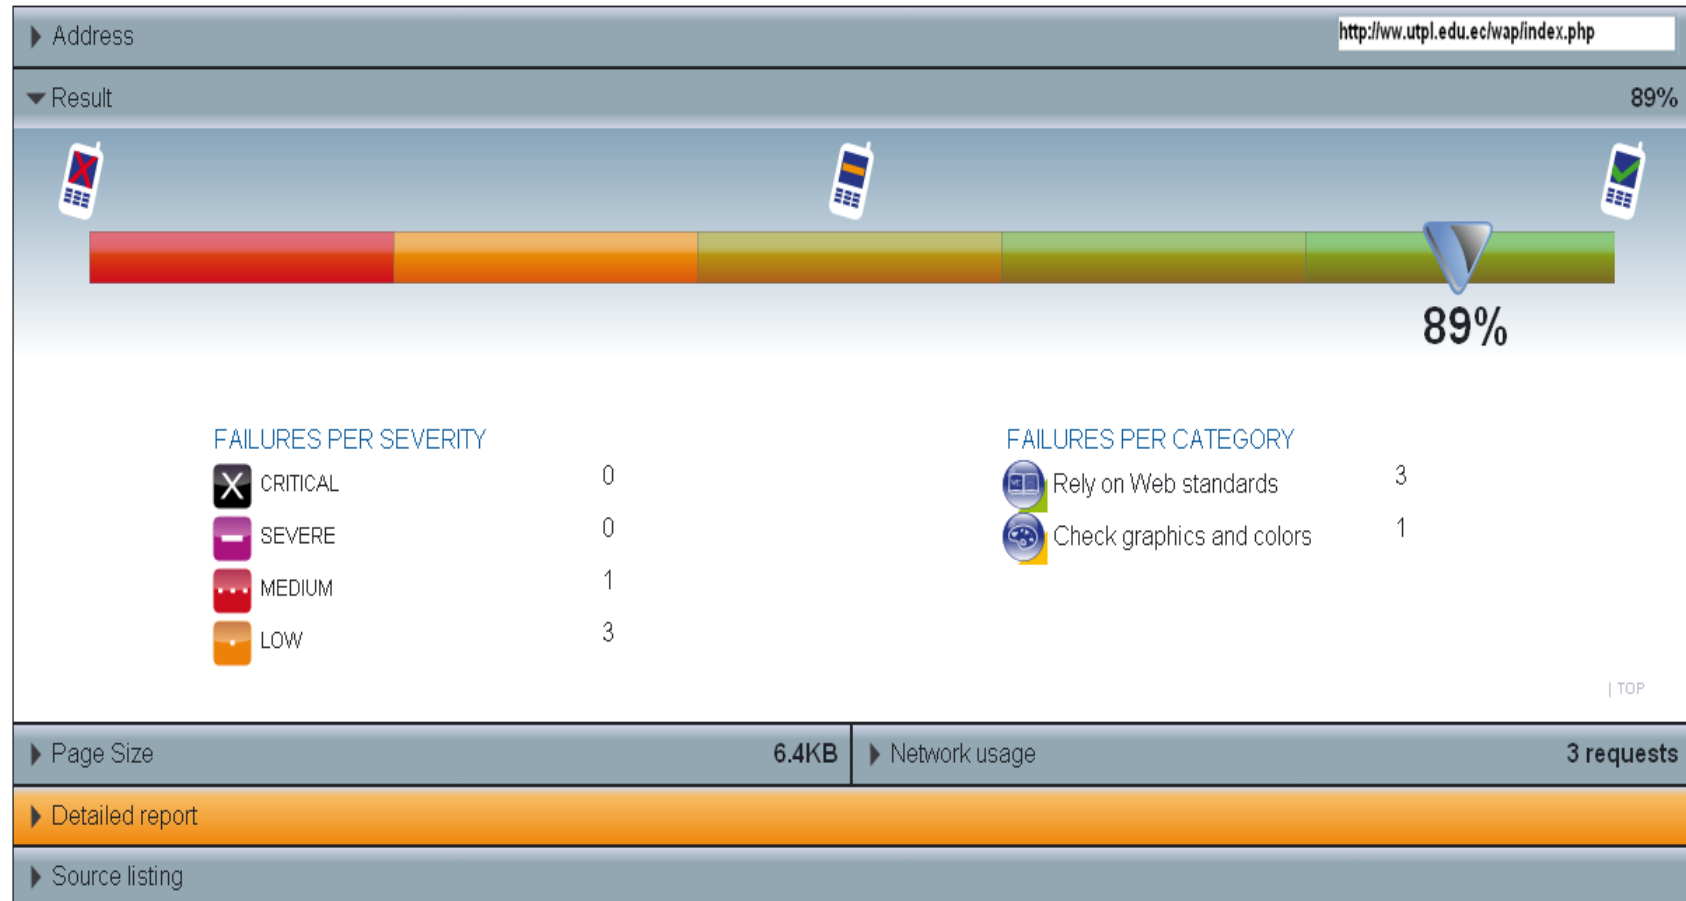 Address
http://ww.utpl.edu.ec/wap/index.php
Result 89%
89%
FAILURES PER SEVERITY
CRITICAL 0
SEVERE 0
MEDIUM 1
LOW 3
FAILURES PER CATEGORY
Rely on Web standards 3
Check graphics and colors 1
| TOP
Page Size 6.4KB
Network usage 3 requests
Detailed report
Source listing